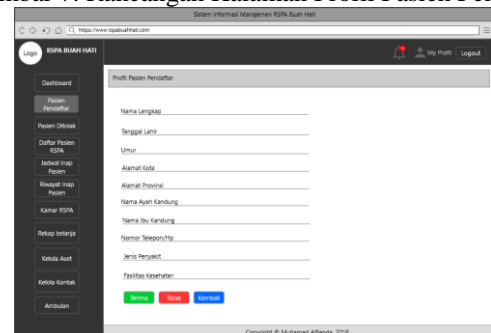 Sistem Informasi Manajemen RSPA Buah Hati
https://www.rspabuahhati.com
Logo
RSPA BUAH HATI
My Profil
Logout
Dashboard
Pasien
Pendaftar
Pasien Ditolak
Daftar Pasien
RSPA
Jadwal Inap
Pasien
Riwayat Inap
Pasien
Kamar RSPA
Rekap belanja
Kelola Aset
Kelola Kontak
Ambulan
Profil Pasien Pendaftar
Nama Lengkap
Tanggal Lahir
Umur
Alamat Kota
Alamat Provinsi
Nama Ayah Kandung
Nama Ibu Kandung
Nomor Telepon/Hp
Jenis Penyakit
Fasilitas Kesehatan
Terima
Tolak
Kembali